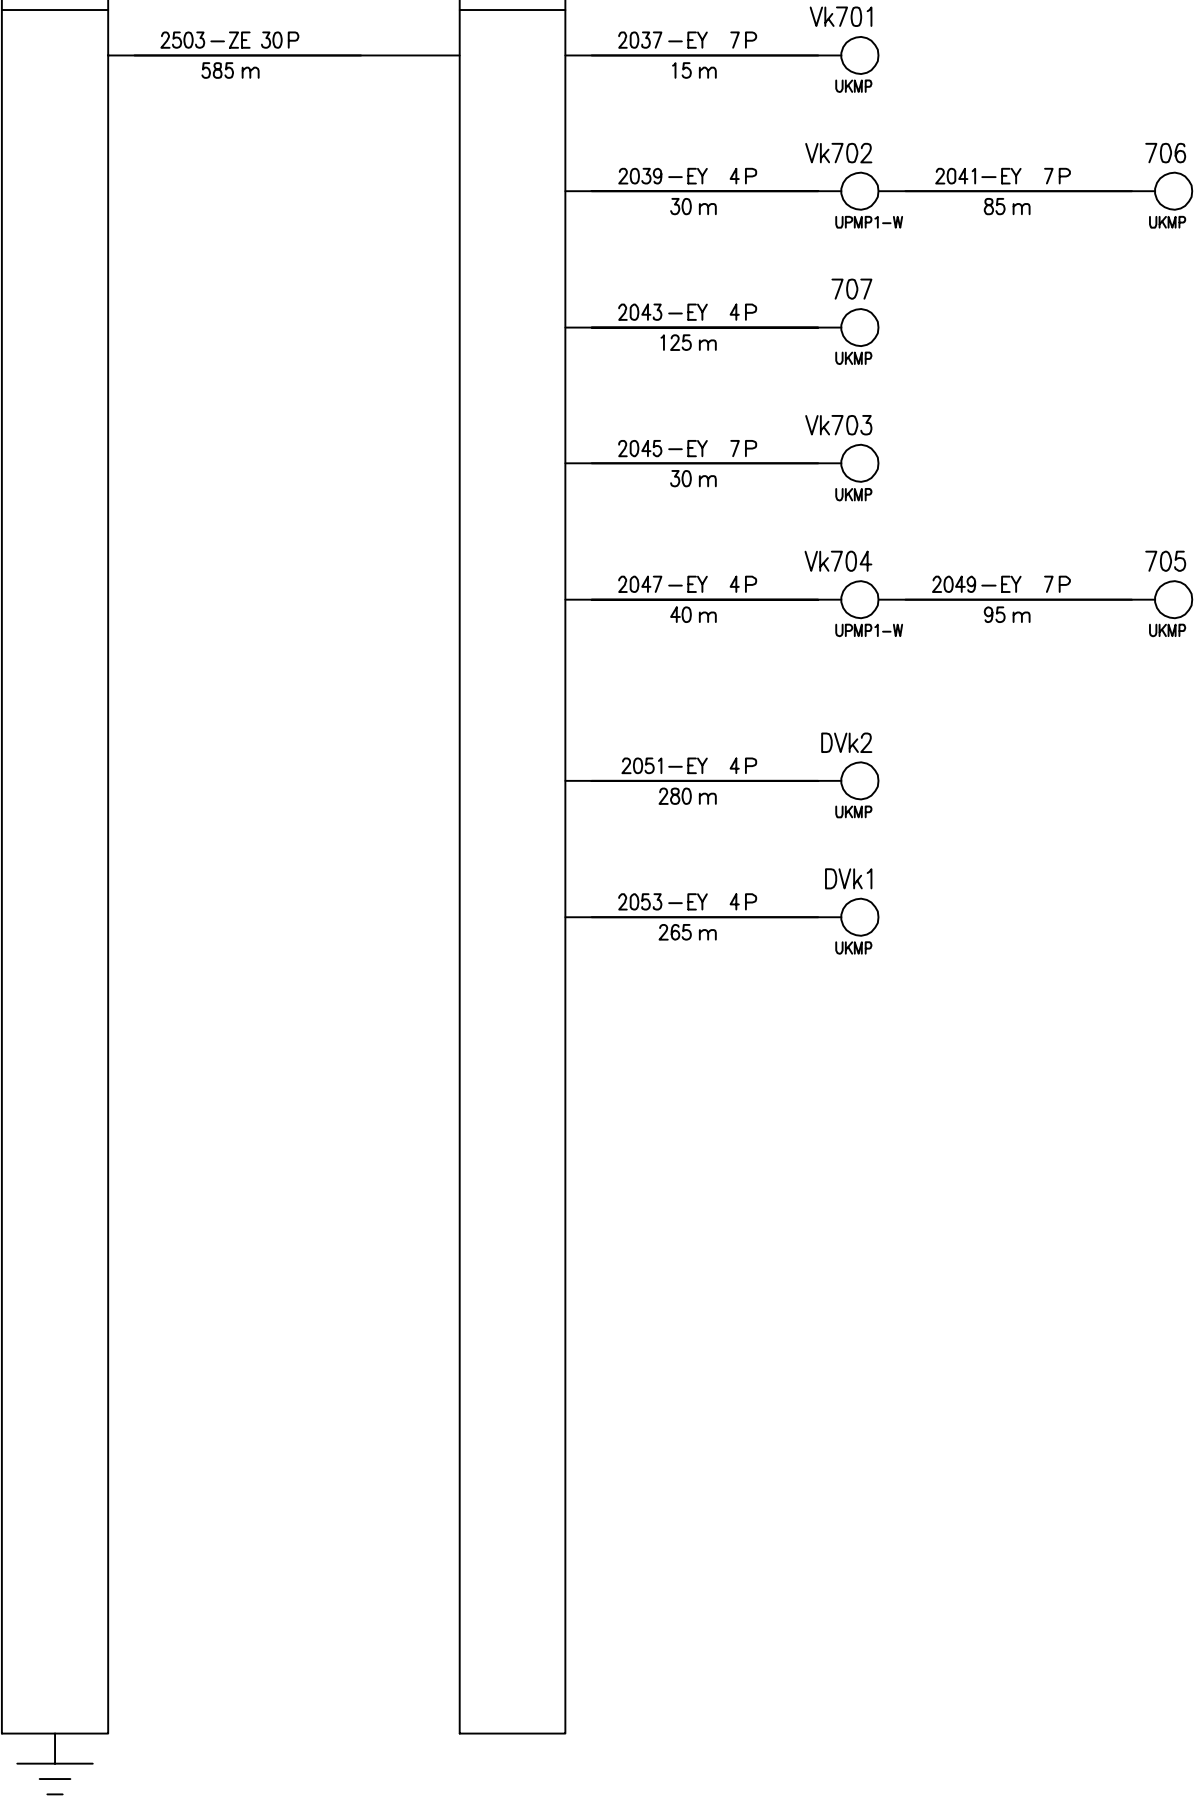 Vk701
2503-ZE 30P
2037-EY 7P
585 m
15 m
UKMP
Vk702
706
2039-EY 4P
2041-EY 7P
30 m
85 m
UPMP1-W
UKMP
707
2043-EY 4P
125 m
UKMP
Vk703
2045-EY 7P
30 m
UKMP
Vk704
705
2047-EY 4P
2049-EY 7P
40 m
95 m
UPMP1-W
UKMP
DVk2
2051-EY 4P
280 m
UKMP
DVk1
2053-EY 4P
265 m
UKMP